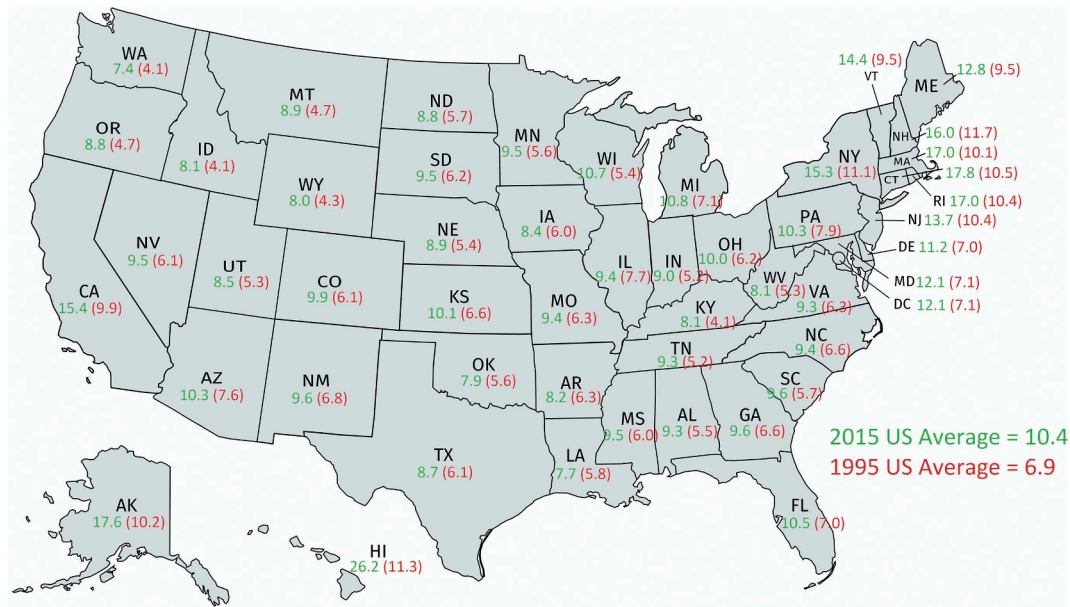 WA
7.4 (4.1)
OR
8.8 (4.7)
ID
8.1 (4.1)
MT
8.9 (4.7)
WY
8.0 (4.3)
ND
8.8 (5.7)
SD
9.5 (6.2)
MN
9.5 (5.6)
WI
10.7 (5.4)
MI
10.8 (7.1)
NY
15.3 (11.1)
14.4 (9.5)
VT
ME
12.8 (9.5)
NH
16.0 (11.7)
MA
17.0 (10.1)
CT
17.8 (10.5)
RI 17.0 (10.4)
NJ 13.7 (10.4)
DE 11.2 (7.0)
MD 12.1 (7.1)
DC 12.1 (7.1)
PA
10.3 (7.9)
CA
15.4 (9.9)
NV
9.5 (6.1)
UT
8.5 (5.3)
CO
9.9 (6.1)
NE
8.9 (5.4)
KS
10.1 (6.6)
IA
8.4 (6.0)
MO
9.4 (6.3)
IL
9.4 (7.7)
IN
9.0 (5.2)
OH
10.0 (6.2)
WV
8.1 (5.3)
VA
9.3 (6.3)
KY
8.1 (4.1)
TN
9.3 (5.2)
NC
9.4 (6.6)
SC
9.6 (5.7)
AZ
10.3 (7.6)
NM
9.6 (6.8)
OK
7.9 (5.6)
AR
8.2 (6.3)
MS
9.5 (6.0)
AL
9.3 (5.5)
GA
9.6 (6.6)
TX
8.7 (6.1)
LA
7.7 (5.8)
FL
10.5 (7.0)
AK
17.6 (10.2)
HI
26.2 (11.3)
2015 US Average = 10.4
1995 US Average = 6.9